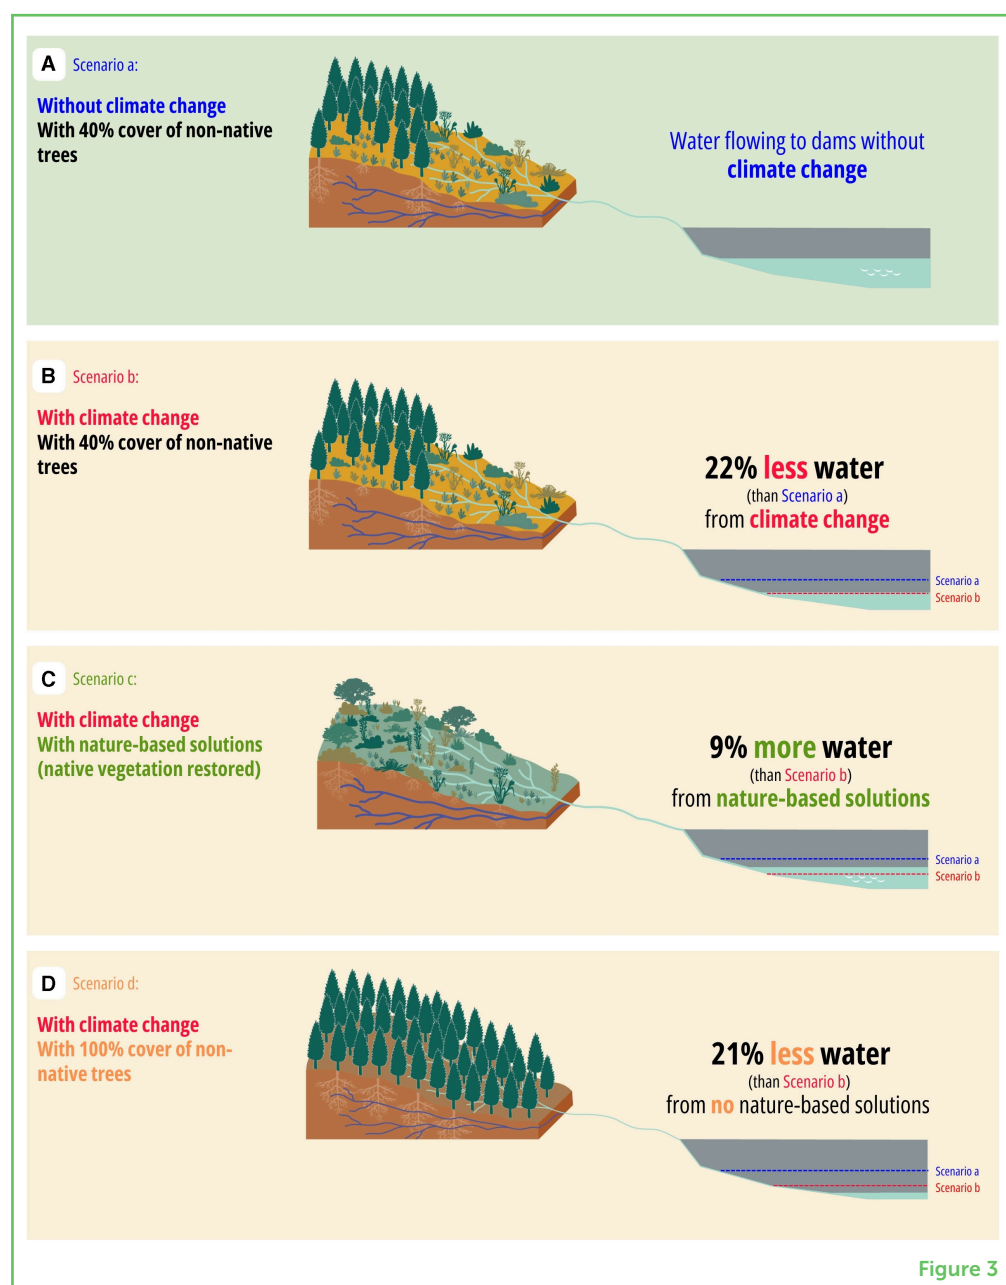 A Scenario a:
Without climate change
With 40% cover of non-native
trees
Water flowing to dams without
climate change
B Scenario b:
With climate change
With 40% cover of non-native
trees
22% less water
(than Scenario a)
from climate change
Scenario a
Scenario b
C Scenario c:
With climate change
With nature-based solutions
(native vegetation restored)
9% more water
(than Scenario b)
from nature-based solutions
Scenario a
Scenario b
D Scenario d:
With climate change
With 100% cover of non-
native trees
21% less water
(than Scenario b)
from no nature-based solutions
Scenario a
Scenario b
Figure 3